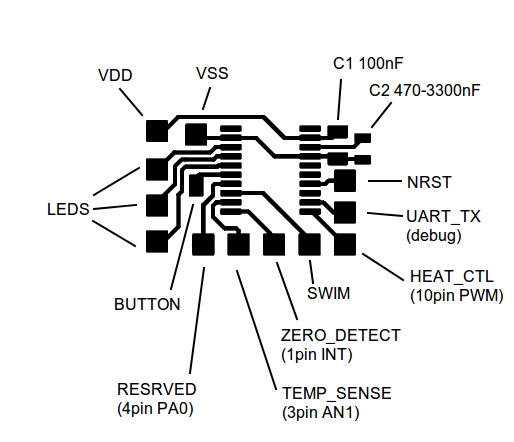 C1 100nF
VDD
VSS
C2 470-3300nF
NRST
LEDS
UART_TX
(debug)
HEAT_CTL
(10pin PWM)
SWIM
BUTTON
ZERO_DETECT
(1pin INT)
RESRVED
(4pin PA0)
TEMP_SENSE
(3pin AN1)